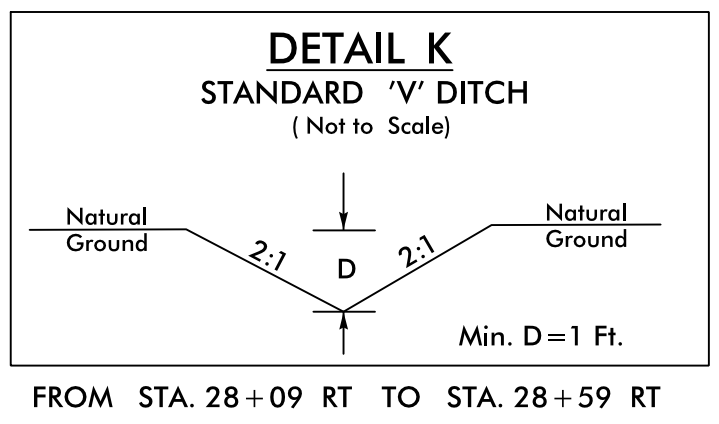 DETAIL K
STANDARD 'V' DITCH
( Not to Scale)
Natural
Ground
2:1
D
2:1
Natural
Ground
Min. D=1 Ft.
FROM STA. 28+09 RT TO STA. 28+59 RT